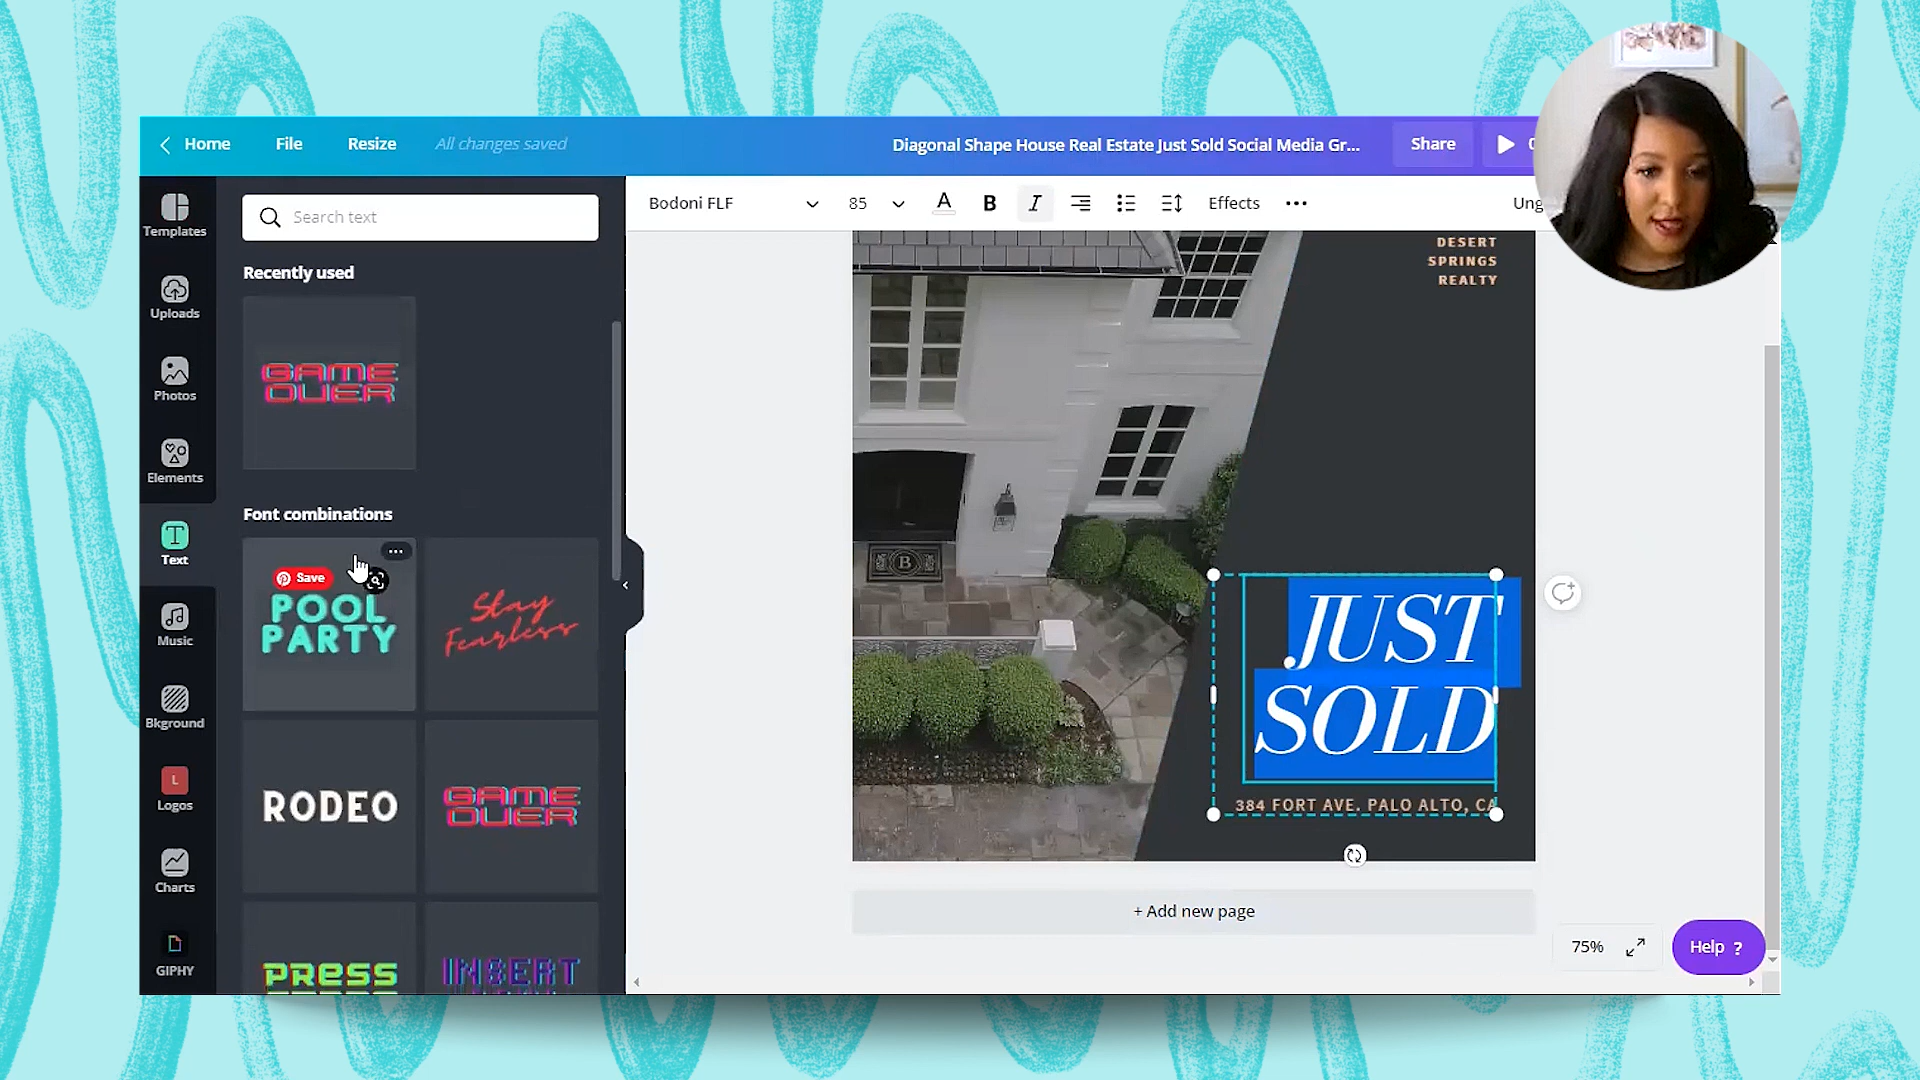 Home
File
Resize
All changes saved
Diagonal Shape House Real Estate Just Sold Social Media Gr...
Share
Templates
Uploads
Photos
Elements
Text
Music
Bkground
L
Logos
Charts
GIPHY
Search text
Recently used
GAME
OVER
Font combinations
Save
POOL
PARTY
Stay
Fearless
RODEO
GAME
OVER
PRESS
INSERT
Bodoni FLF
85
A
B
I
Effects
Ung
DESERT
SPRINGS
REALTY
B
JUST
SOLD
384 FORT AVE. PALO ALTO, CA
+ Add new page
75%
Help ?